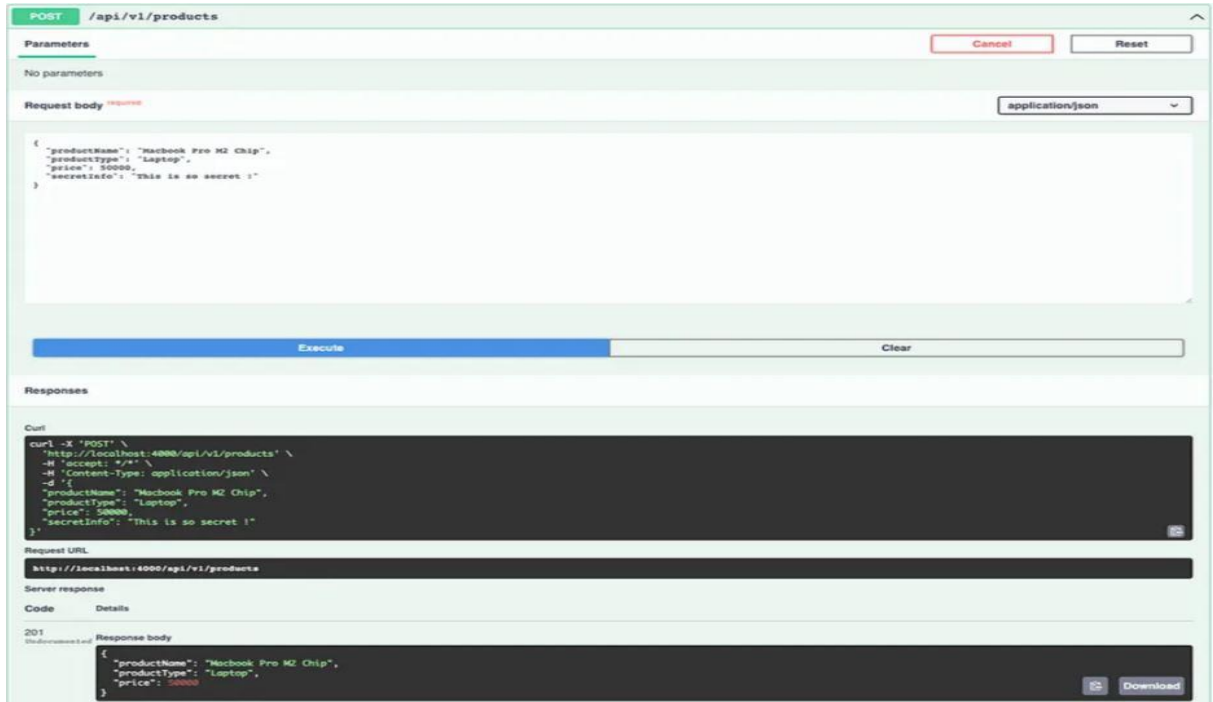 POST /api/v1/products
Parameters
Cancel
Reset
No parameters
Request body required
application/json
{
"productName": "Macbook Pro M2 Chip",
"productType": "Laptop",
"price": 50000,
"secretInfo": "This is so secret !"
}
Execute
Clear
Responses
Curl
curl -X 'POST' \
'http://localhost:4000/api/v1/products' \
-H 'accept: */*' \
-H 'Content-Type: application/json' \
-d '{
"productName": "Macbook Pro M2 Chip",
"productType": "Laptop",
"price": 50000,
"secretInfo": "This is so secret !"
}'
Request URL
http://localhost:4000/api/v1/products
Server response
Code Details
201
Undocumented
Response body
{
"productName": "Macbook Pro M2 Chip",
"productType": "Laptop",
"price": 50000
}
Download